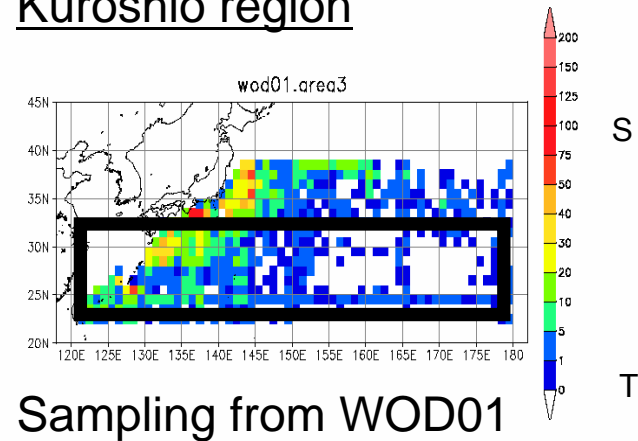 Kuroshio region
wod01.area3
45N
40N
35N
30N
25N
20N
120E 125E 130E 135E 140E 145E 150E 155E 160E 165E 170E 175E 180
200
150
125
100
75
50
40
30
20
10
5
1
0
S
T
Sampling from WOD01